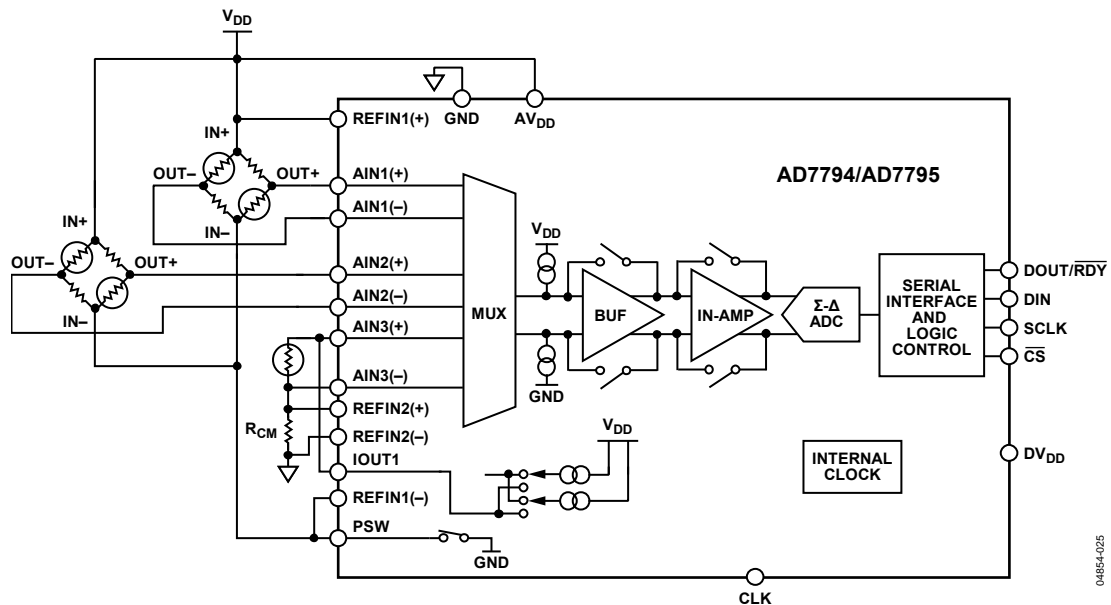 VDD
REFIN1(+)
GND
AVDD
IN+
OUT–
OUT+
IN–
AIN1(+)
AIN1(–)
AD7794/AD7795
IN+
OUT–
OUT+
IN–
AIN2(+)
AIN2(–)
AIN3(+)
AIN3(–)
REFIN2(+)
RCM
REFIN2(–)
IOUT1
REFIN1(–)
PSW
MUX
VDD
GND
BUF
IN-AMP
Σ-Δ
ADC
SERIAL
INTERFACE
AND
LOGIC
CONTROL
DOUT/RDY
DIN
SCLK
CS
VDD
INTERNAL
CLOCK
DVDD
GND
CLK
04854-025